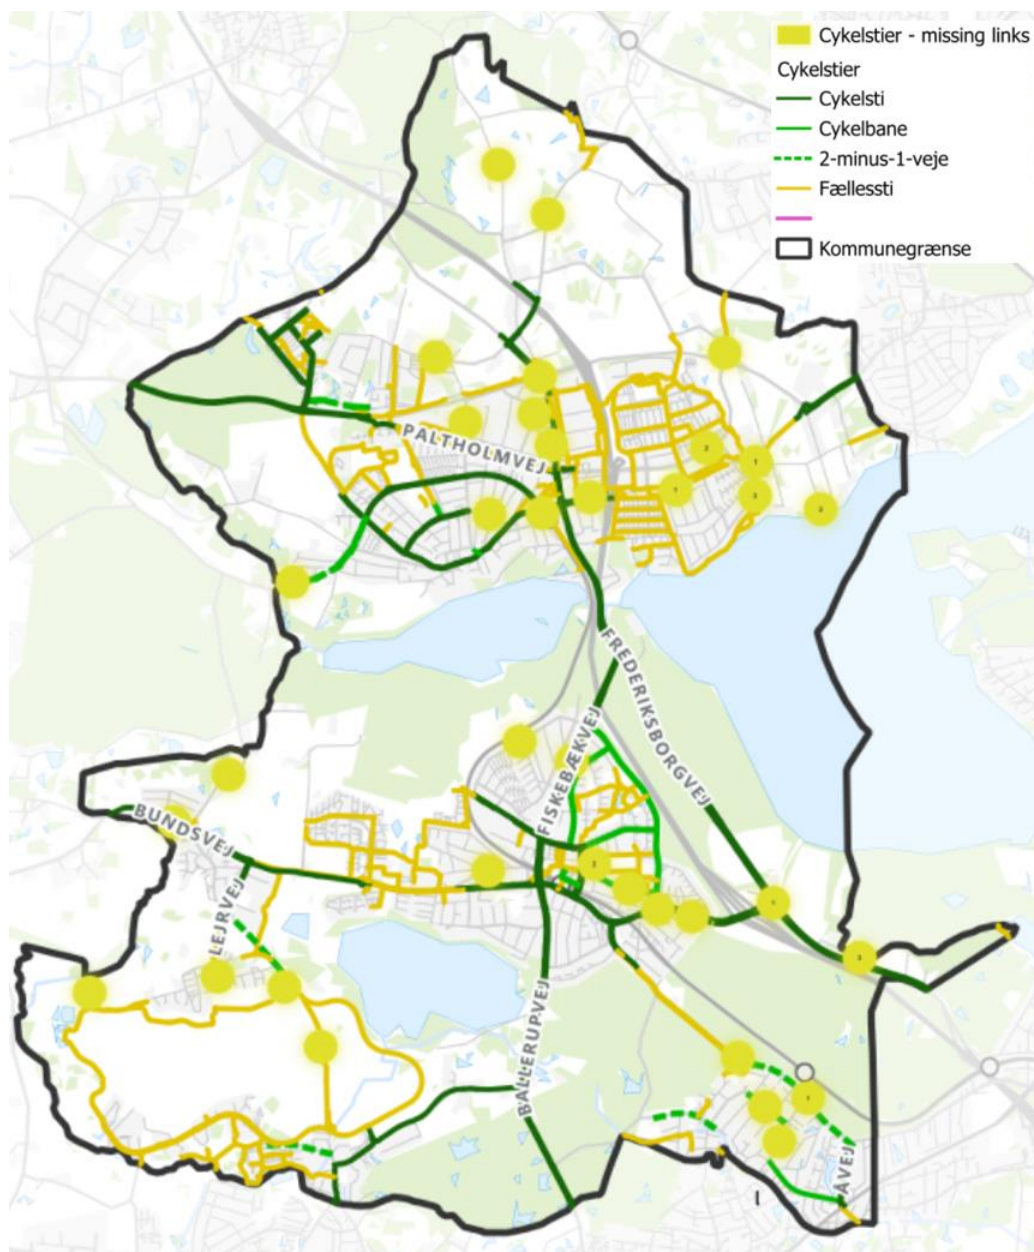 Cykelstier - missing links
Cykelstier
Cykelsti
Cykelbane
2-minus-1-veje
Fællessti
Kommunegrænse
PALTHOLMVEJ
FREDERIKSBORGVEJ
FISKEBÆKVEJ
BUNDSVEJ
LEJRVEJ
BALLERUPVEJ
ÅVEJ